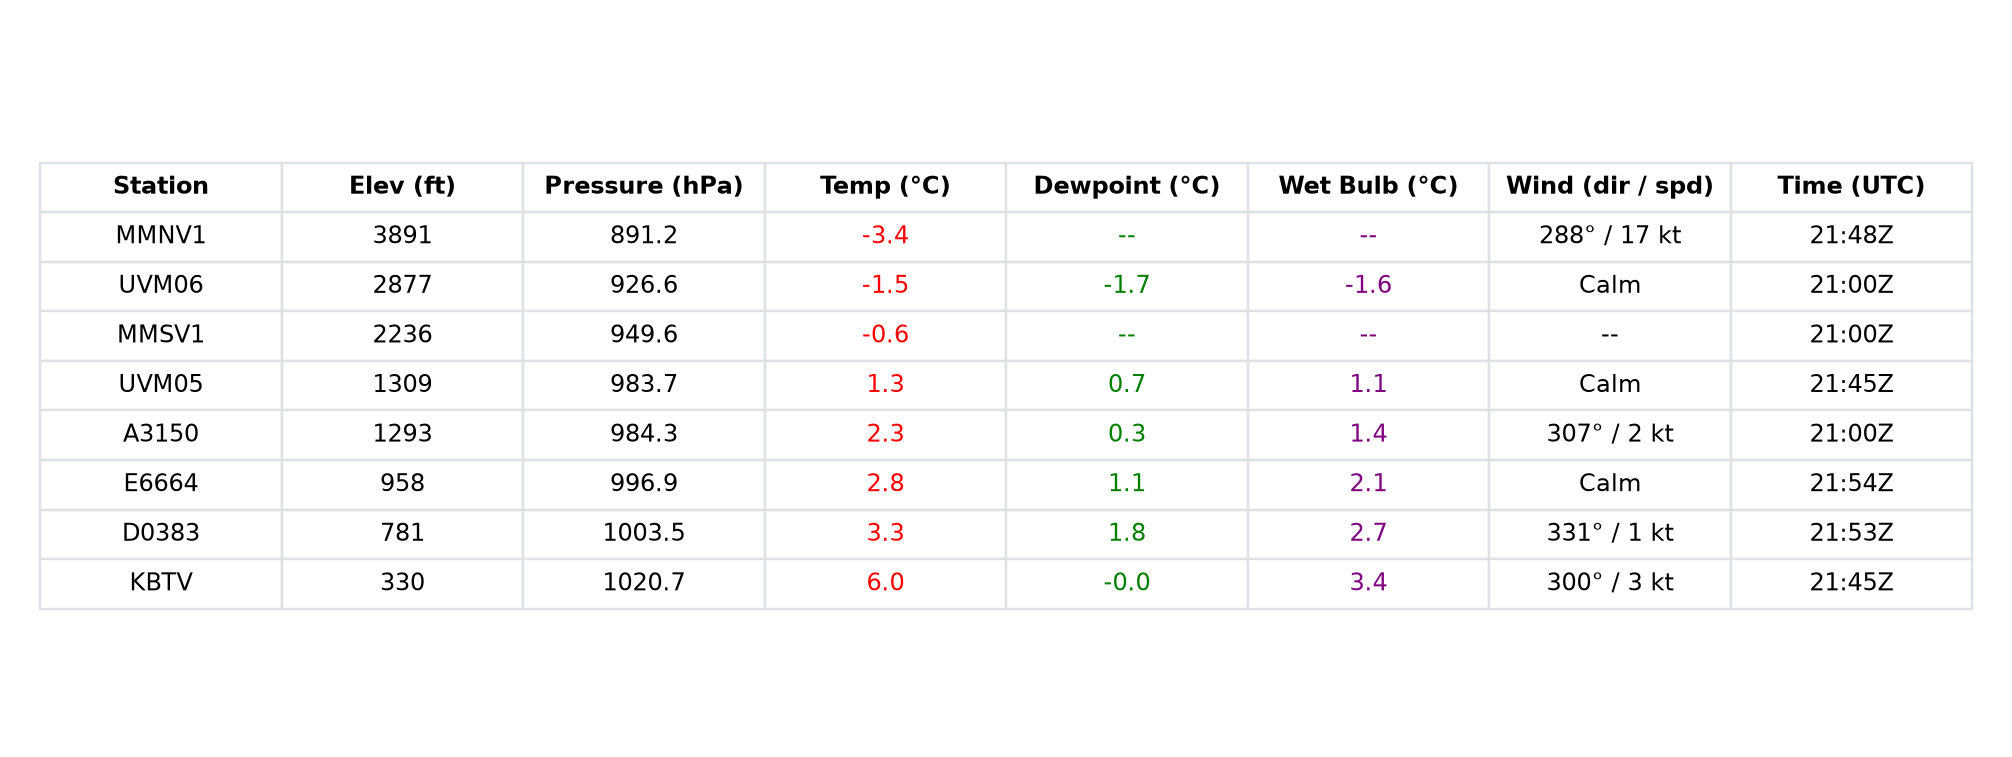 Station Elev (ft) Pressure (hPa) Temp (°C) Dewpoint (°C) Wet Bulb (°C) Wind (dir / spd) Time (UTC)
MMNV1 3891 891.2 -3.4 -- -- 288° / 17 kt 21:48Z
UVM06 2877 926.6 -1.5 -1.7 -1.6 Calm 21:00Z
MMSV1 2236 949.6 -0.6 -- -- -- 21:00Z
UVM05 1309 983.7 1.3 0.7 1.1 Calm 21:45Z
A3150 1293 984.3 2.3 0.3 1.4 307° / 2 kt 21:00Z
E6664 958 996.9 2.8 1.1 2.1 Calm 21:54Z
D0383 781 1003.5 3.3 1.8 2.7 331° / 1 kt 21:53Z
KBTV 330 1020.7 6.0 -0.0 3.4 300° / 3 kt 21:45Z